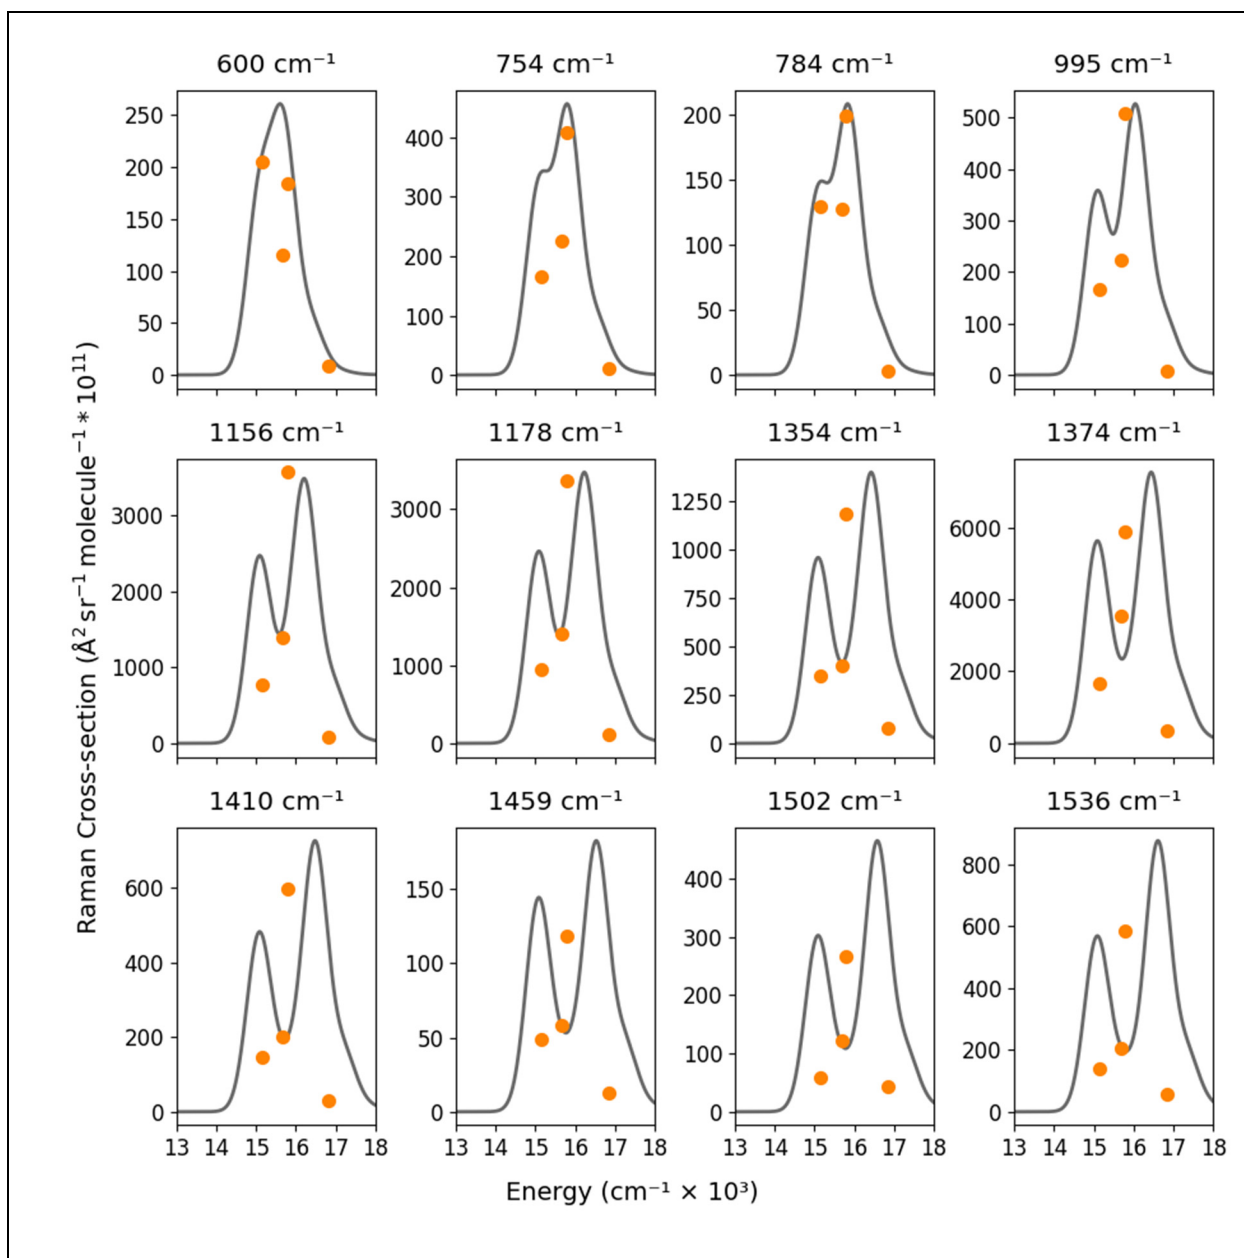 600 cm⁻¹ 754 cm⁻¹ 784 cm⁻¹ 995 cm⁻¹
250 400 200 500
200 300 150 400
150 200 100 300
100 100 50 200
50 0 0 100
0 0
1156 cm⁻¹ 1178 cm⁻¹ 1354 cm⁻¹ 1374 cm⁻¹
3000 3000 1250 6000
2000 2000 1000 4000
1000 1000 750 2000
0 0 500 0
250
0
Raman Cross-section (Å² sr⁻¹ molecule⁻¹ * 10¹¹)
1410 cm⁻¹ 1459 cm⁻¹ 1502 cm⁻¹ 1536 cm⁻¹
600 150 400 800
400 100 300 600
200 50 200 400
0 0 100 200
0 0
13 14 15 16 17 18 13 14 15 16 17 18 13 14 15 16 17 18 13 14 15 16 17 18
Energy (cm⁻¹ × 10³)